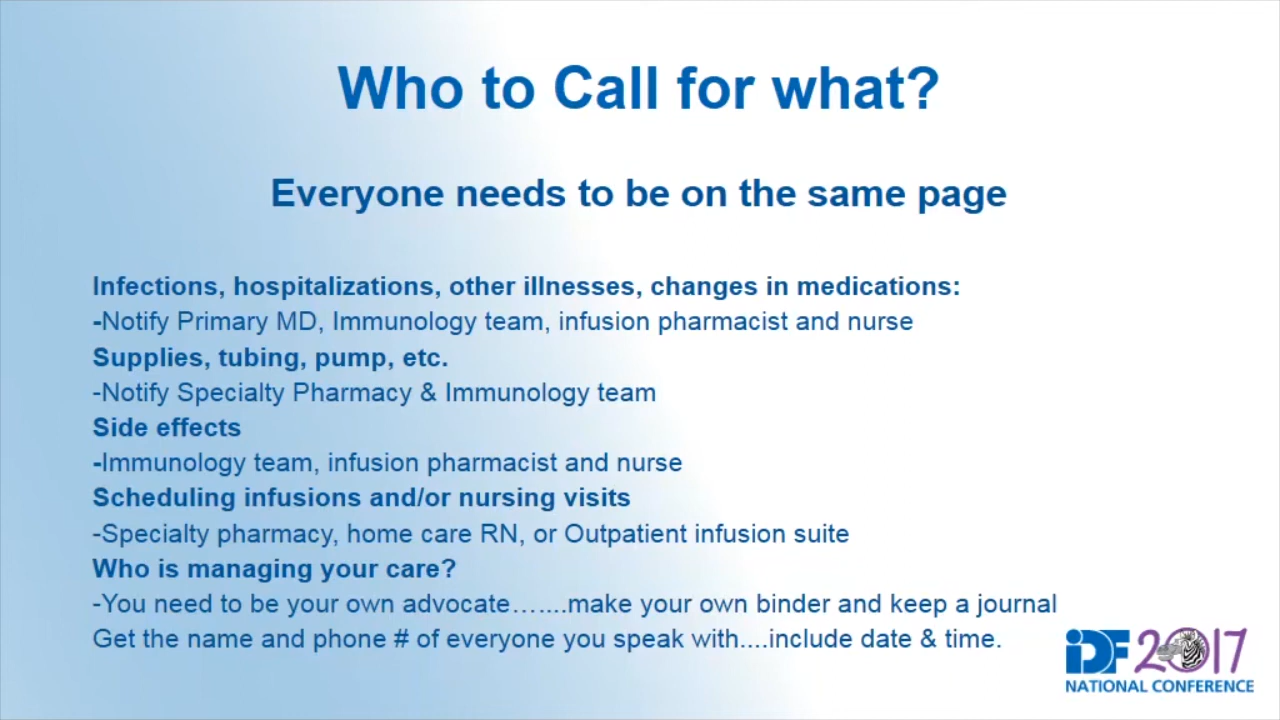 Who to Call for what?
Everyone needs to be on the same page
Infections, hospitalizations, other illnesses, changes in medications:
-Notify Primary MD, Immunology team, infusion pharmacist and nurse
Supplies, tubing, pump, etc.
-Notify Specialty Pharmacy & Immunology team
Side effects
-Immunology team, infusion pharmacist and nurse
Scheduling infusions and/or nursing visits
-Specialty pharmacy, home care RN, or Outpatient infusion suite
Who is managing your care?
-You need to be your own advocate…....make your own binder and keep a journal
Get the name and phone # of everyone you speak with....include date & time.
iDF 2017
NATIONAL CONFERENCE